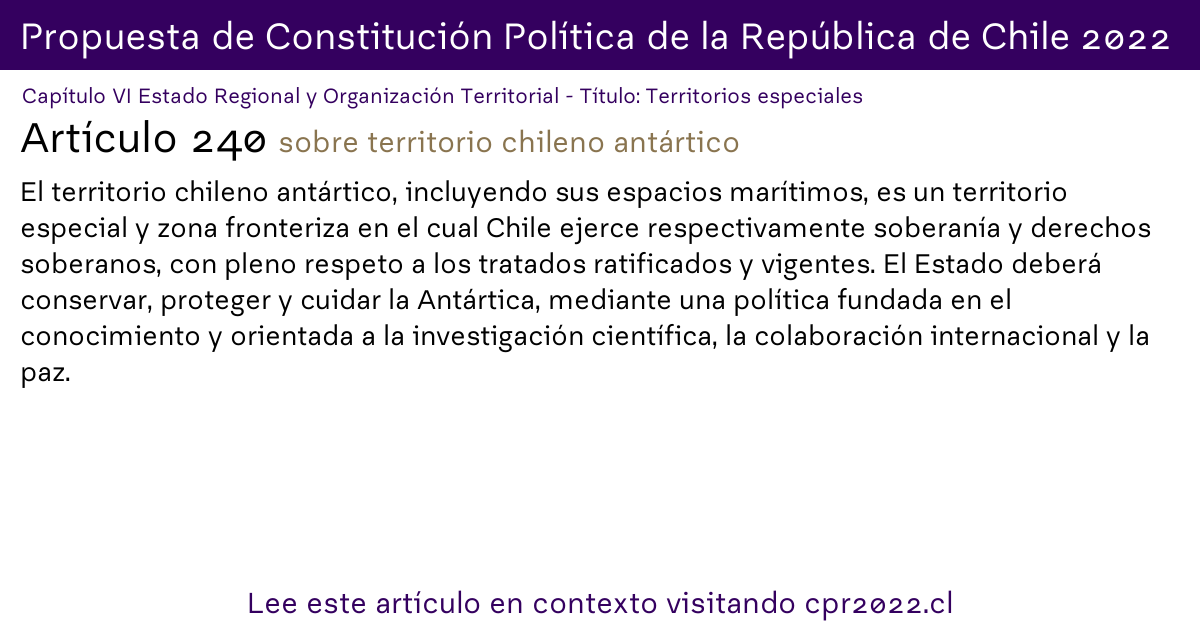 Propuesta de Constitución Política de la República de Chile 2022
Capítulo VI Estado Regional y Organización Territorial - Título: Territorios especiales
Artículo 240 sobre territorio chileno antártico
El territorio chileno antártico, incluyendo sus espacios marítimos, es un territorio
especial y zona fronteriza en el cual Chile ejerce respectivamente soberanía y derechos
soberanos, con pleno respeto a los tratados ratificados y vigentes. El Estado deberá
conservar, proteger y cuidar la Antártica, mediante una política fundada en el
conocimiento y orientada a la investigación científica, la colaboración internacional y la
paz.
Lee este artículo en contexto visitando cpr2022.cl